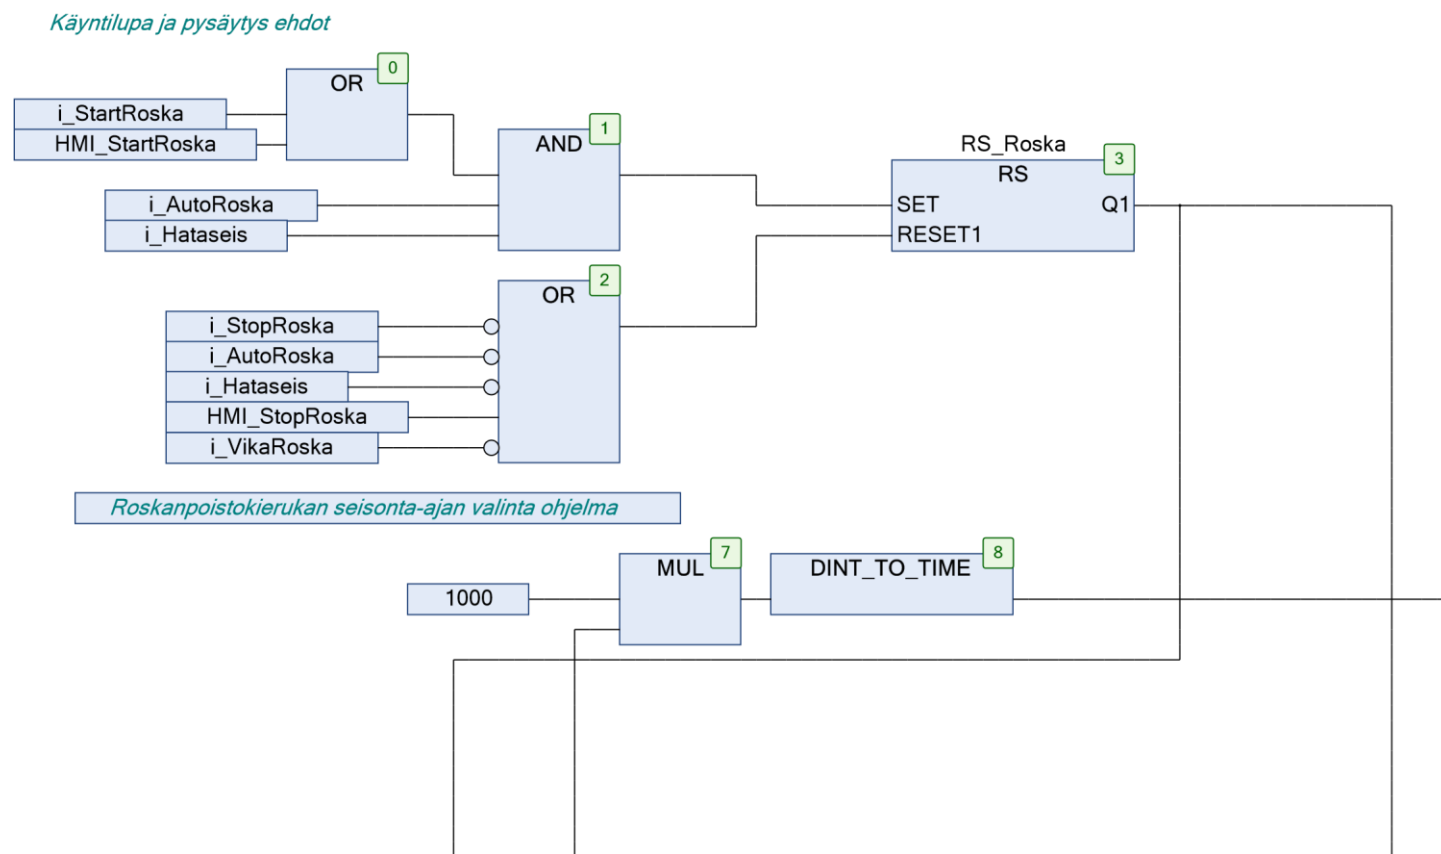 Käyntilupa ja pysäytys ehdot
0
OR
i_StartRoska
HMI_StartRoska
1
AND
i_AutoRoska
i_Hataseis
RS_Roska
3
RS
SET
Q1
RESET1
2
OR
i_StopRoska
i_AutoRoska
i_Hataseis
HMI_StopRoska
i_VikaRoska
Roskanpoistokierukan seisonta-ajan valinta ohjelma
7
MUL
8
DINT_TO_TIME
1000